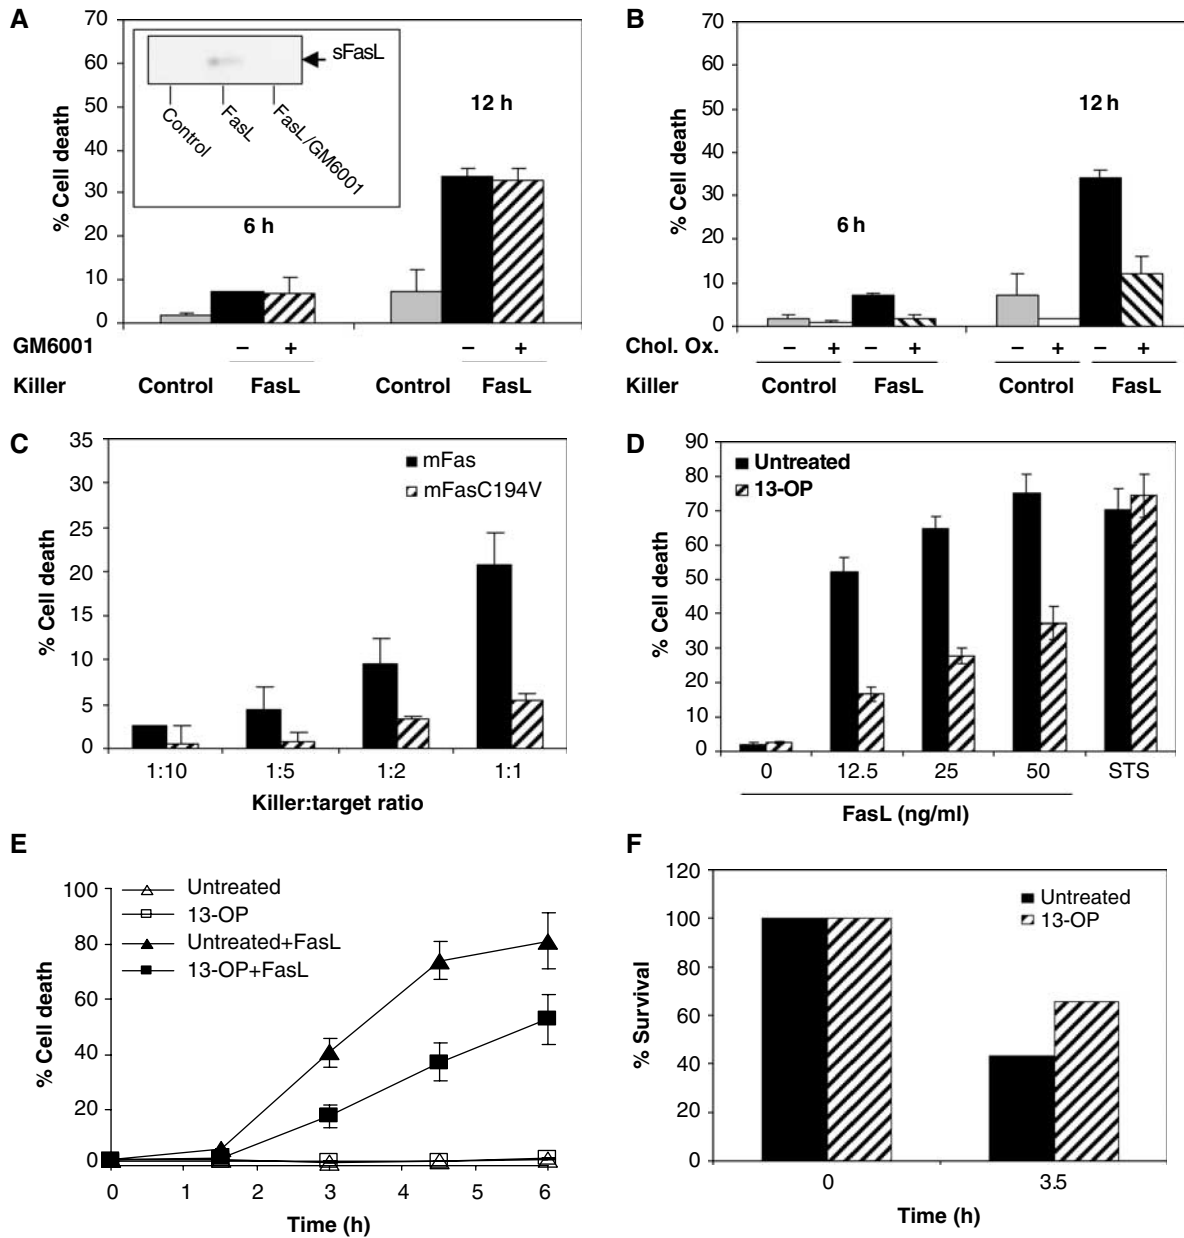 A
70
60
50
40
30
20
10
0
% Cell death
sFasL
Control
FasL
FasL/GM6001
6 h
12 h
GM6001 – + – +
Killer Control FasL Control FasL
B
70
60
50
40
30
20
10
0
% Cell death
6 h
12 h
Chol. Ox. – + – + – + – +
Killer Control FasL Control FasL
C
35
30
25
20
15
10
5
0
% Cell death
mFas
mFasC194V
1:10 1:5 1:2 1:1
Killer:target ratio
D
90
80
70
60
50
40
30
20
10
0
% Cell death
Untreated
13-OP
0 12.5 25 50 STS
FasL (ng/ml)
E
100
80
60
40
20
0
% Cell death
Untreated
13-OP
Untreated+FasL
13-OP+FasL
0 1 2 3 4 5 6
Time (h)
F
120
100
80
60
40
20
0
% Survival
Untreated
13-OP
0 3.5
Time (h)